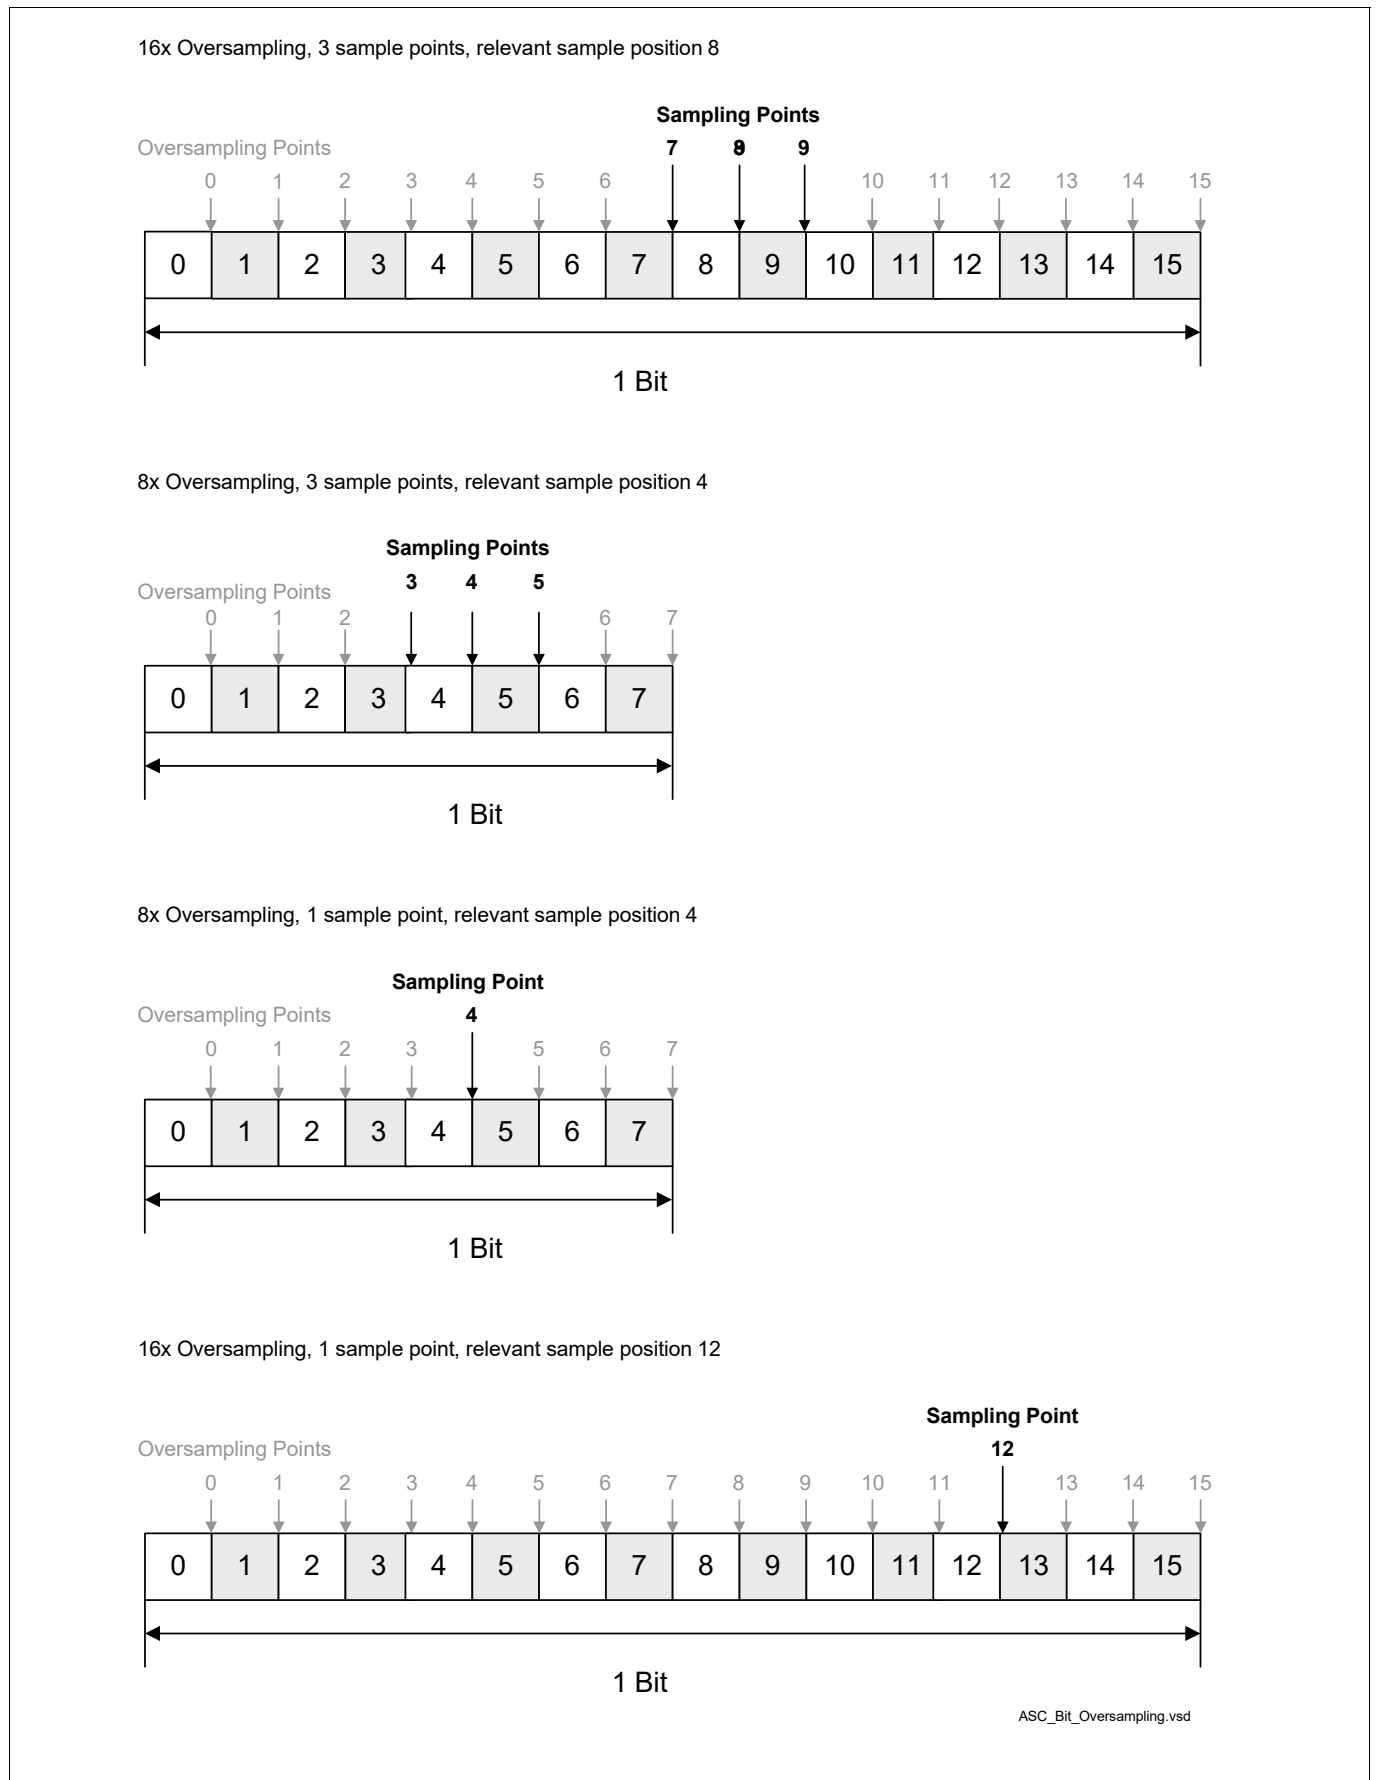 16x Oversampling, 3 sample points, relevant sample position 8
Sampling Points
Oversampling Points 7 8 9
0 1 2 3 4 5 6 10 11 12 13 14 15
0 1 2 3 4 5 6 7 8 9 10 11 12 13 14 15
1 Bit
8x Oversampling, 3 sample points, relevant sample position 4
Sampling Points
3 4 5
Oversampling Points
0 1 2 6 7
0 1 2 3 4 5 6 7
1 Bit
8x Oversampling, 1 sample point, relevant sample position 4
Sampling Point
Oversampling Points 4
0 1 2 3 5 6 7
0 1 2 3 4 5 6 7
1 Bit
16x Oversampling, 1 sample point, relevant sample position 12
Sampling Point
Oversampling Points 12
0 1 2 3 4 5 6 7 8 9 10 11 13 14 15
0 1 2 3 4 5 6 7 8 9 10 11 12 13 14 15
1 Bit
ASC_Bit_Oversampling.vsd